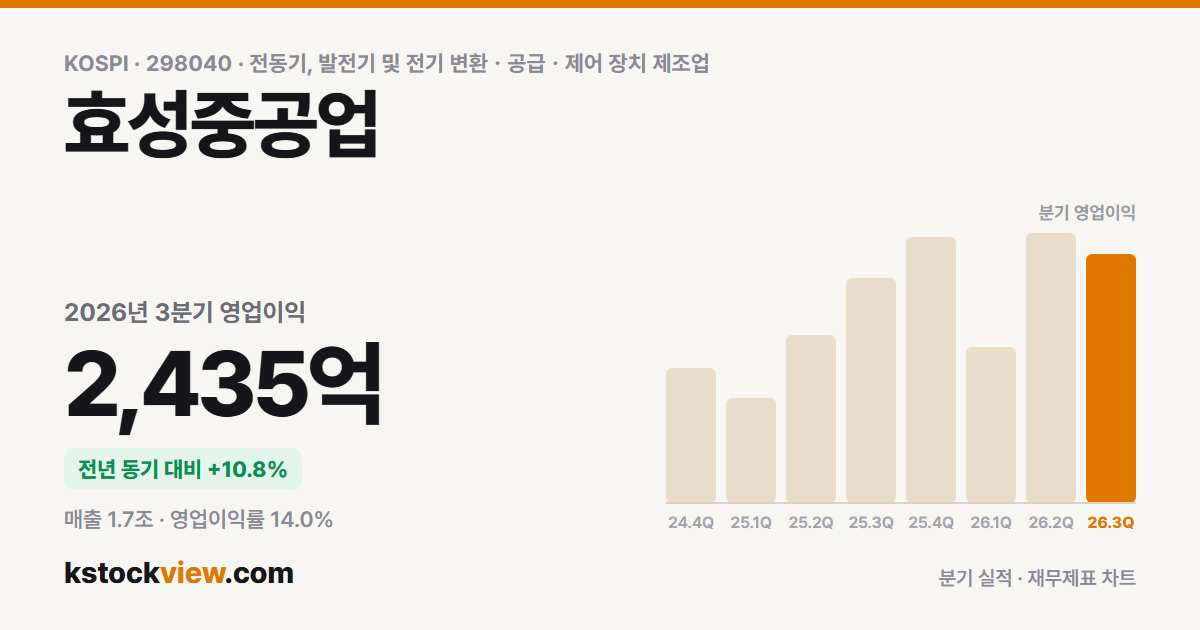 KOSPI · 298040 · 전동기, 발전기 및 전기 변환 · 공급 · 제어 장치 제조업
효성중공업
분기 영업이익
2026년 3분기 영업이익
2,435억
전년 동기 대비 +10.8%
매출 1.7조 · 영업이익률 14.0%
24.4Q 25.1Q 25.2Q 25.3Q 25.4Q 26.1Q 26.2Q 26.3Q
kstockview.com
분기 실적 · 재무제표 차트